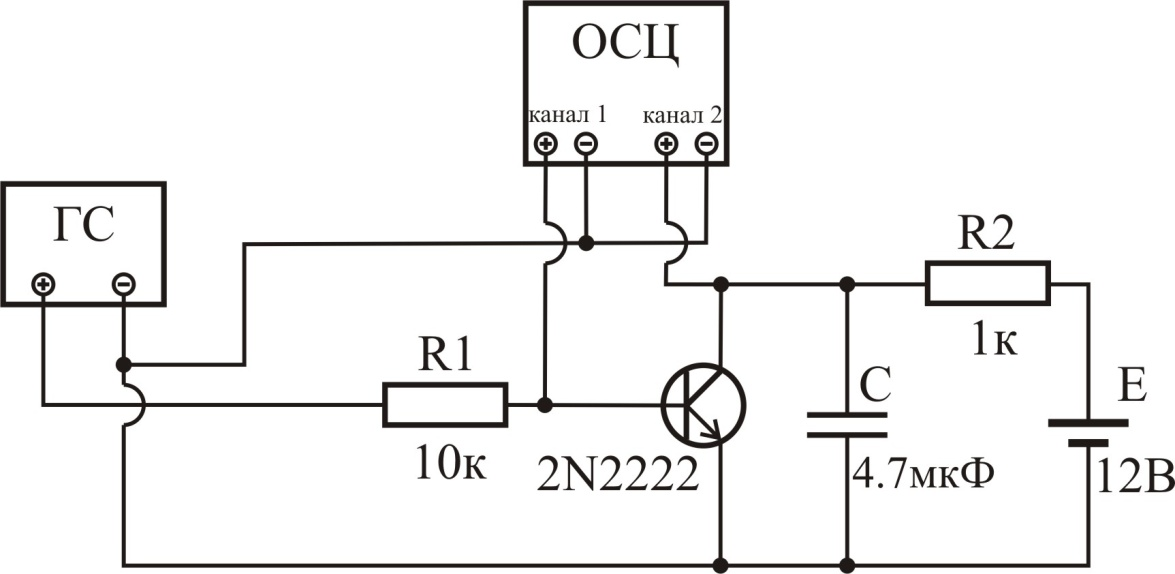 ОСЦ
канал 1 канал 2
ГС
R2
1к
R1
10к
2N2222
C
4.7мкФ
E
12В